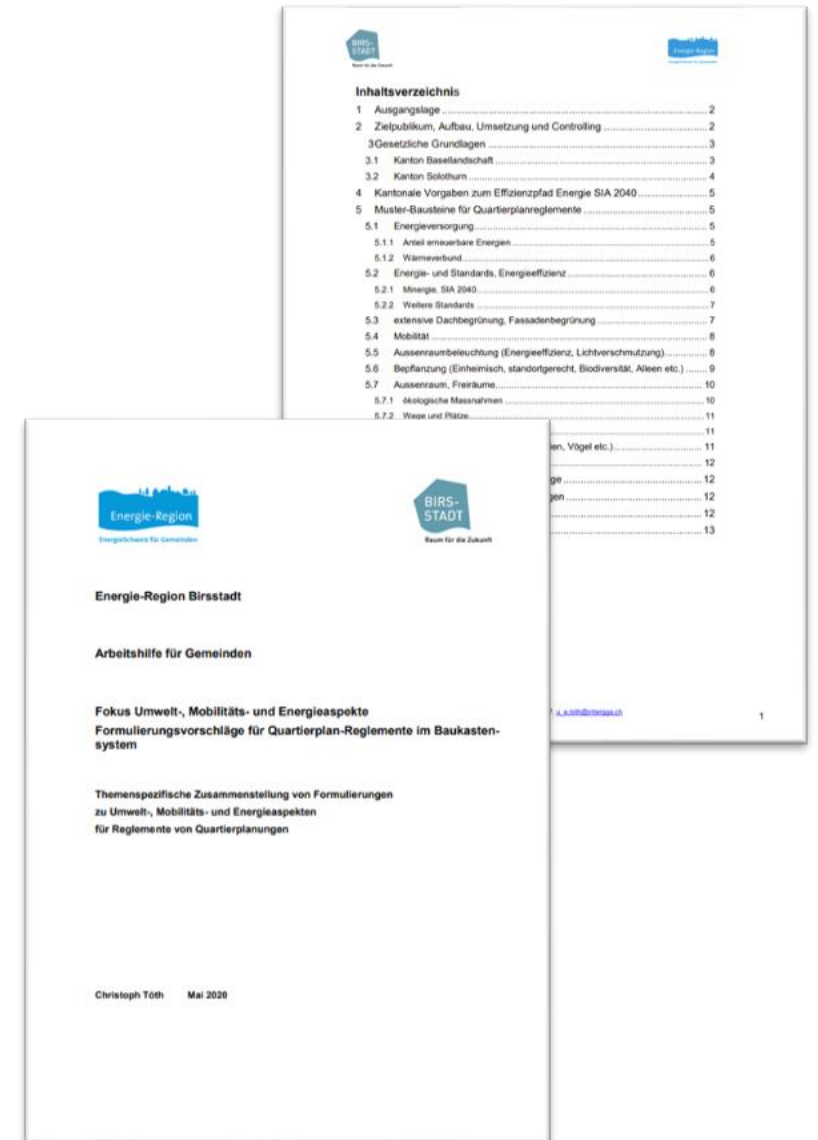 BIRS-
STADT
Raum für die Zukunft
Energie-Region
Inhaltsverzeichnis
1 Ausgangslage 2
2 Zielpublikum, Aufbau, Umsetzung und Controlling 2
3Gesetzliche Grundlagen 3
3.1 Kanton Basellandschaft 3
3.2 Kanton Solothurn 4
4 Kantonale Vorgaben zum Effizienzpfad Energie SIA 2040 5
5 Muster-Bausteine für Quartierplanreglemente 5
5.1 Energieversorgung 5
5.1.1 Anteil erneuerbare Energien 5
5.1.2 Wärmeverbund 6
5.2 Energie- und Standards, Energieeffizienz 6
5.2.1 Minergie, SIA 2040 6
5.2.2 Weitere Standards 7
5.3 extensive Dachbegrünung, Fassadenbegrünung 7
5.4 Mobilität 8
5.5 Aussenraumbeleuchtung (Energieeffizienz, Lichtverschmutzung) 8
5.6 Bepflanzung (Einheimisch, standortgerecht, Biodiversität, Alleen etc.) 9
5.7 Aussenraum, Freiräume 10
5.7.1 ökologische Massnahmen 10
5.7.2 Wege und Plätze 11
11
ien, Vögel etc.) 11
12
ge 12
gen 12
12
13
1
Energie-Region
EnergieSchweiz für Gemeinden
BIRS-
STADT
Raum für die Zukunft
Energie-Region Birsstadt
Arbeitshilfe für Gemeinden
Fokus Umwelt-, Mobilitäts- und Energieaspekte
Formulierungsvorschläge für Quartierplan-Reglemente im Baukasten-
system
Themenspezifische Zusammenstellung von Formulierungen
zu Umwelt-, Mobilitäts- und Energieaspekten
für Reglemente von Quartierplanungen
Christoph Tóth Mai 2020